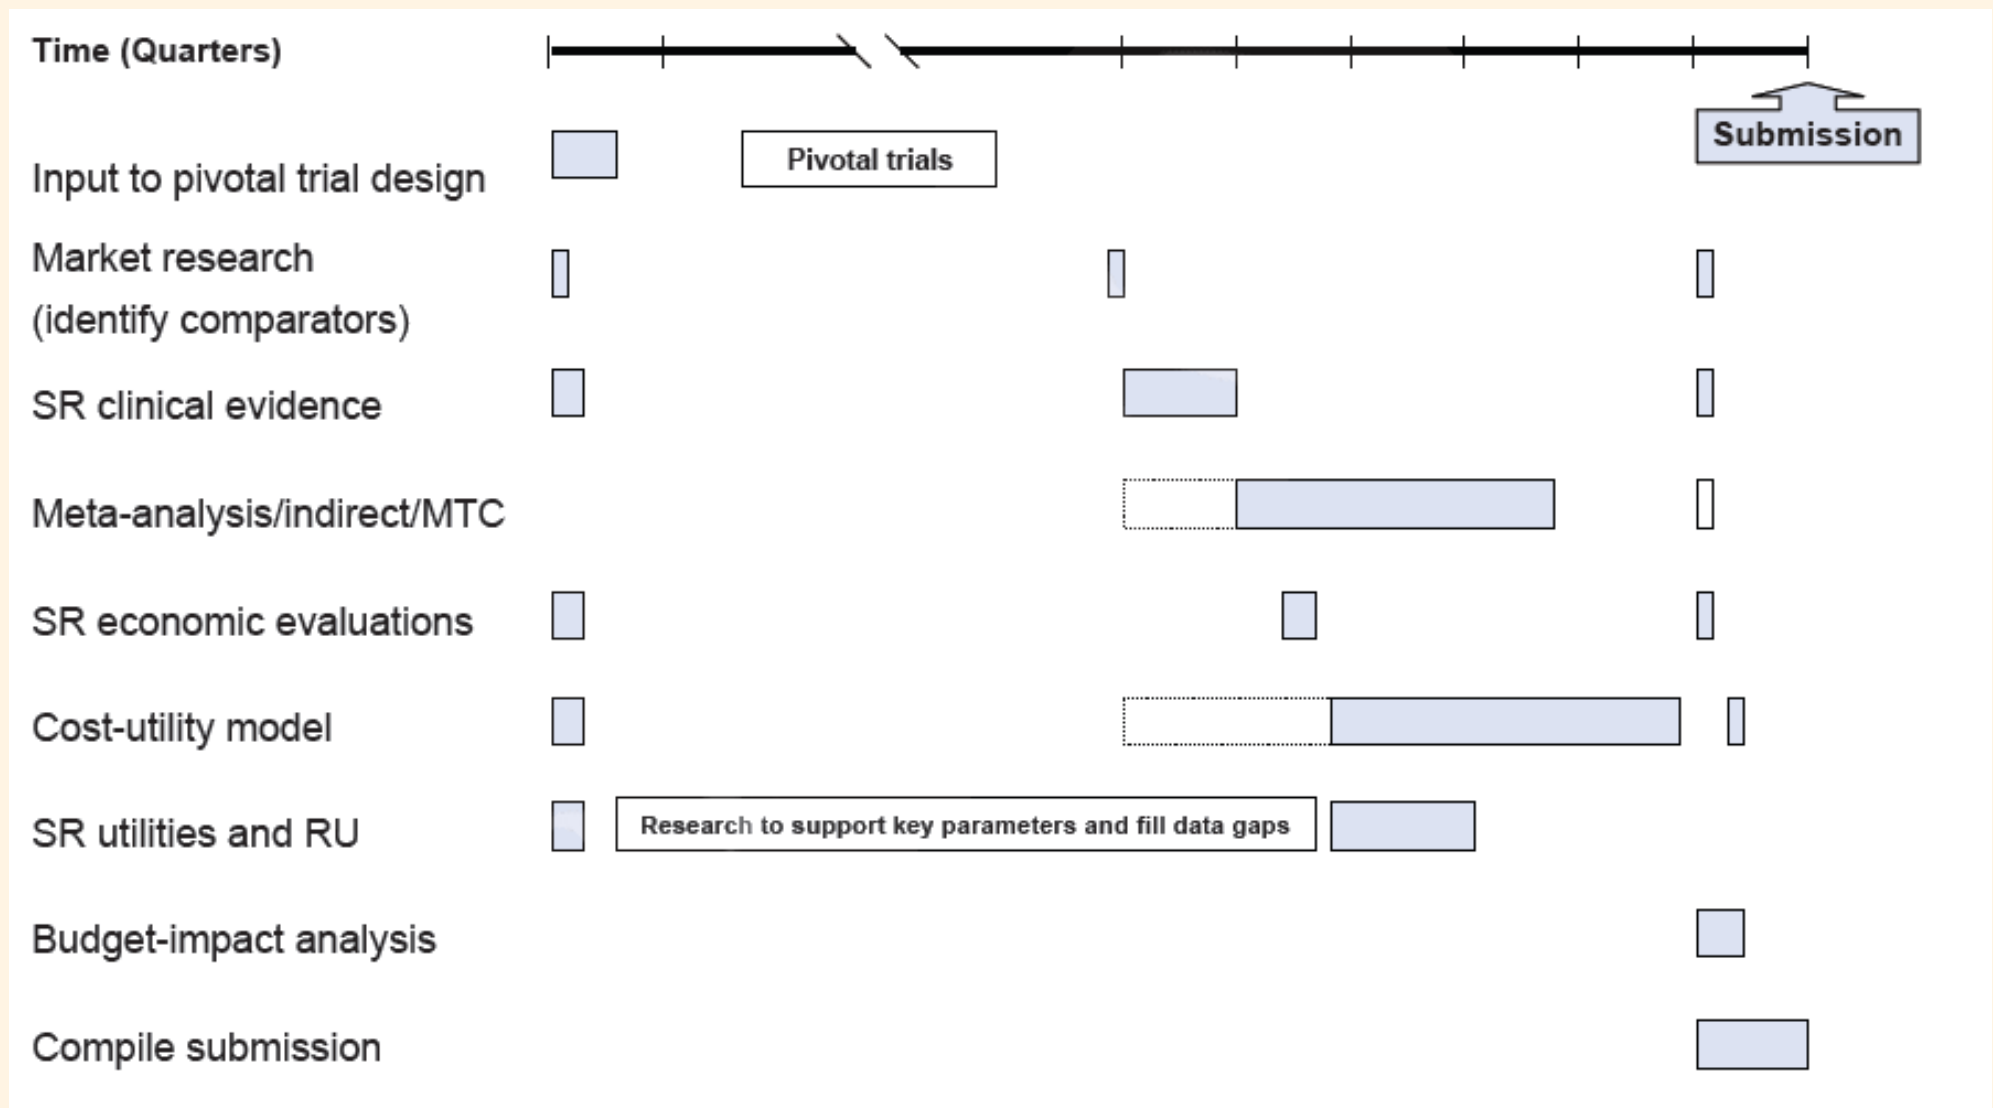 Time (Quarters)
Submission
Input to pivotal trial design
Pivotal trials
Market research
(identify comparators)
SR clinical evidence
Meta-analysis/indirect/MTC
SR economic evaluations
Cost-utility model
SR utilities and RU
Research to support key parameters and fill data gaps
Budget-impact analysis
Compile submission